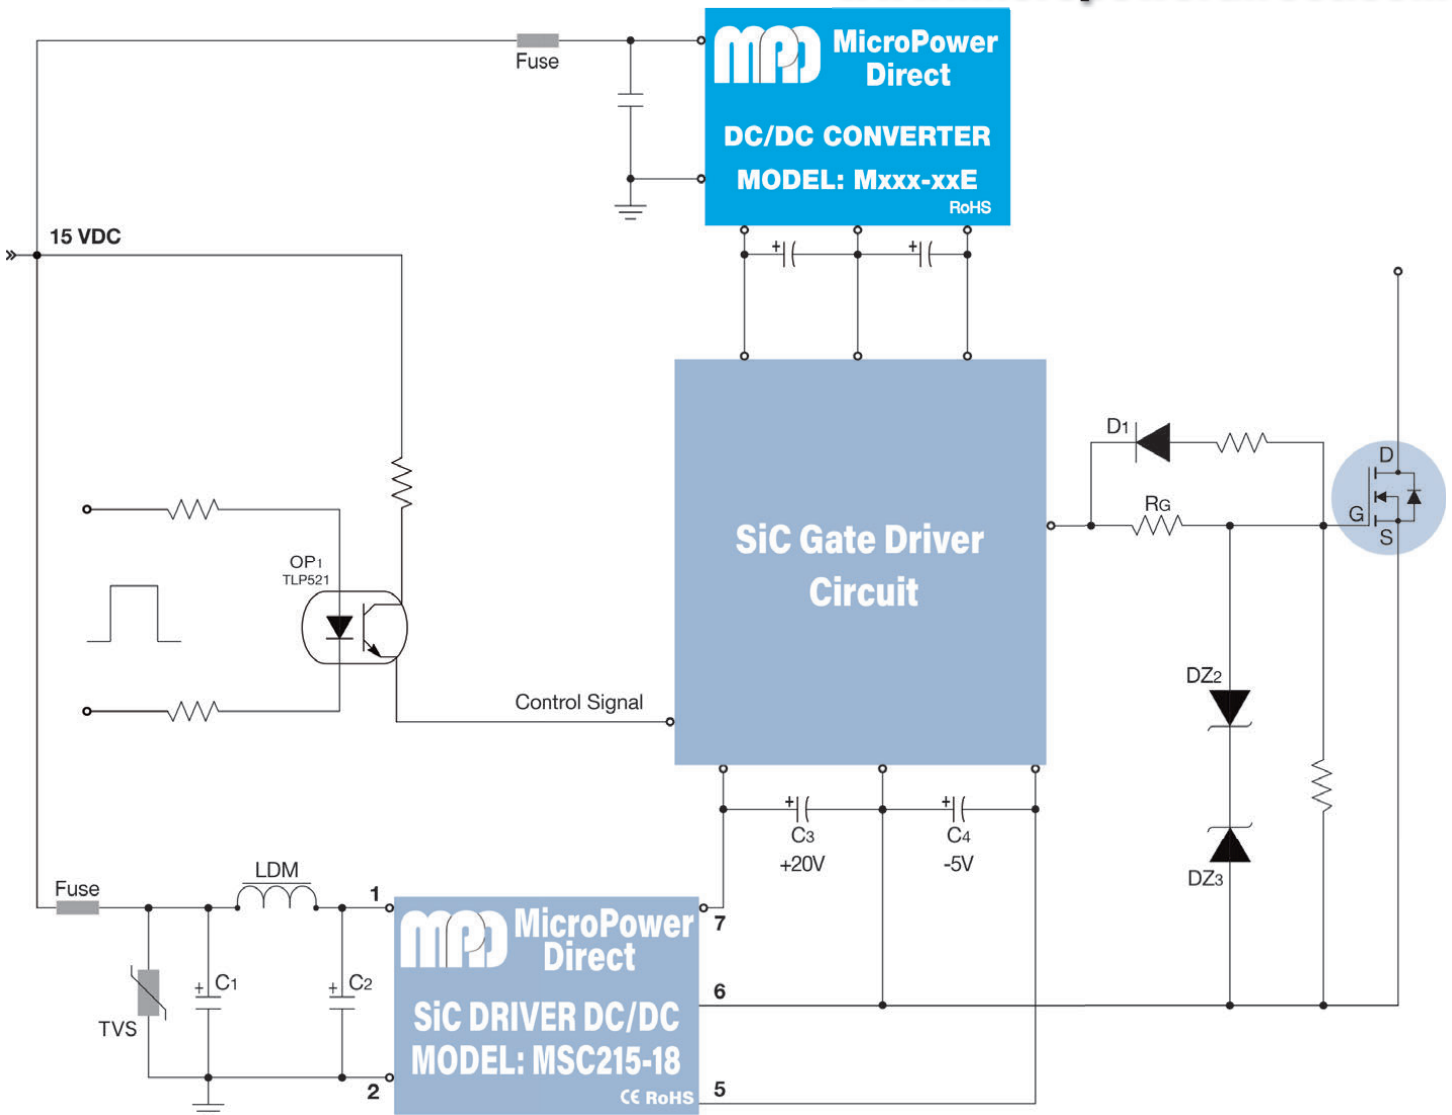 Fuse
MPD MicroPower
Direct
DC/DC CONVERTER
MODEL: Mxxx-xxE
RoHS
15 VDC
D1
D
RG
G
S
SiC Gate Driver
Circuit
OP1
TLP521
Control Signal
DZ2
+
+
+
+
C3
C4
+20V
-5V
DZ3
LDM
Fuse
1
7
MPD MicroPower
Direct
+ C1
+ C2
6
TVS
SiC DRIVER DC/DC
MODEL: MSC215-18
2
5
CE RoHS